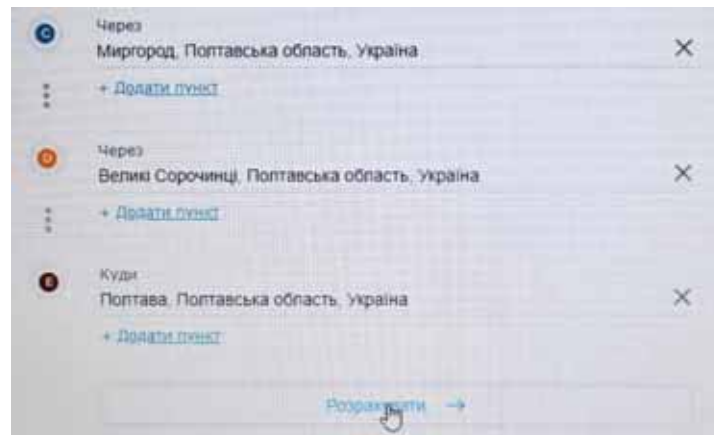 C
Через
Миргород, Полтавська область, Україна
+ Додати пункт
D
Через
Великі Сорочинці, Полтавська область, Україна
+ Додати пункт
E
Куди
Полтава, Полтавська область, Україна
+ Додати пункт
Розрахувати →